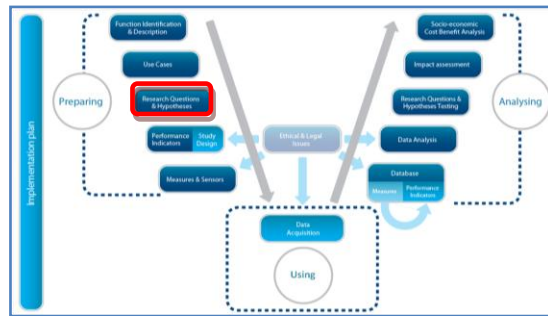 Implementation plan
Preparing
Function Identification
& Description
Use Cases
Research Questions
& Hypotheses
Performance
Indicators
Study
Design
Measures & Sensors
Ethical & Legal
Issues
Data
Acquisition
Using
Socio-economic
Cost Benefit Analysis
Impact assessment
Research Questions &
Hypotheses Testing
Data Analysis
Database
Measures
Performance
Indicators
Analysing